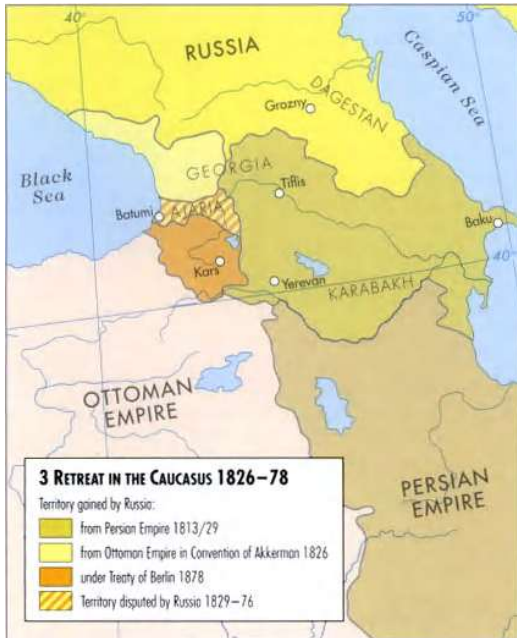 40°
50°
RUSSIA
Caspian Sea
DAGESTAN
Grozny
GEORGIA
Black
Sea
Tiflis
Batumi
Baku
Kars
40°
Yerevan
KARABAKH
OTTOMAN
EMPIRE
PERSIAN
EMPIRE
3 RETREAT IN THE CAUCASUS 1826–78
Territory gained by Russia:
from Persian Empire 1813/29
from Ottoman Empire in Convention of Akkerman 1826
under Treaty of Berlin 1878
Territory disputed by Russia 1829–76